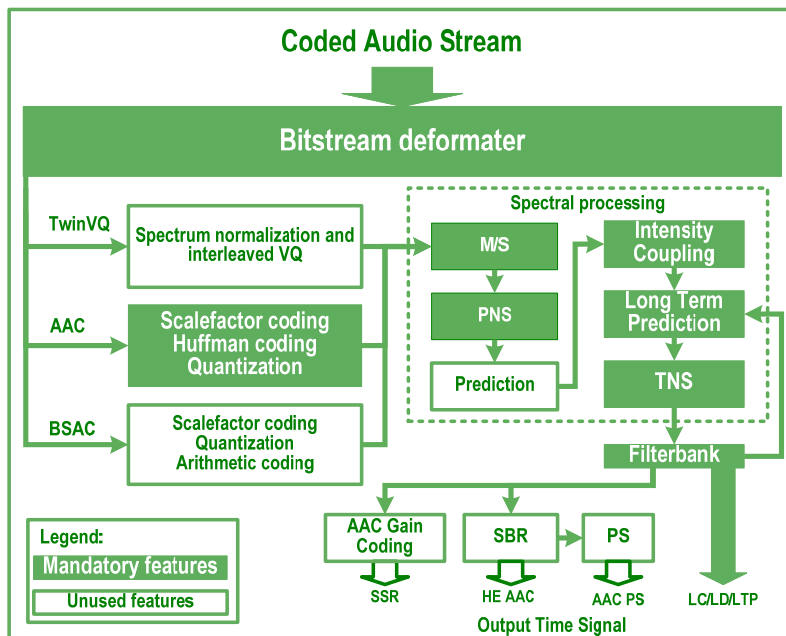 Coded Audio Stream
Bitstream deformater
TwinVQ
Spectrum normalization and
interleaved VQ
AAC
Scalefactor coding
Huffman coding
Quantization
BSAC
Scalefactor coding
Quantization
Arithmetic coding
Spectral processing
M/S
PNS
Prediction
Intensity
Coupling
Long Term
Prediction
TNS
Filterbank
AAC Gain
Coding
SBR
PS
SSR
HE AAC
AAC PS
LC/LD/LTP
Output Time Signal
Legend:
Mandatory features
Unused features